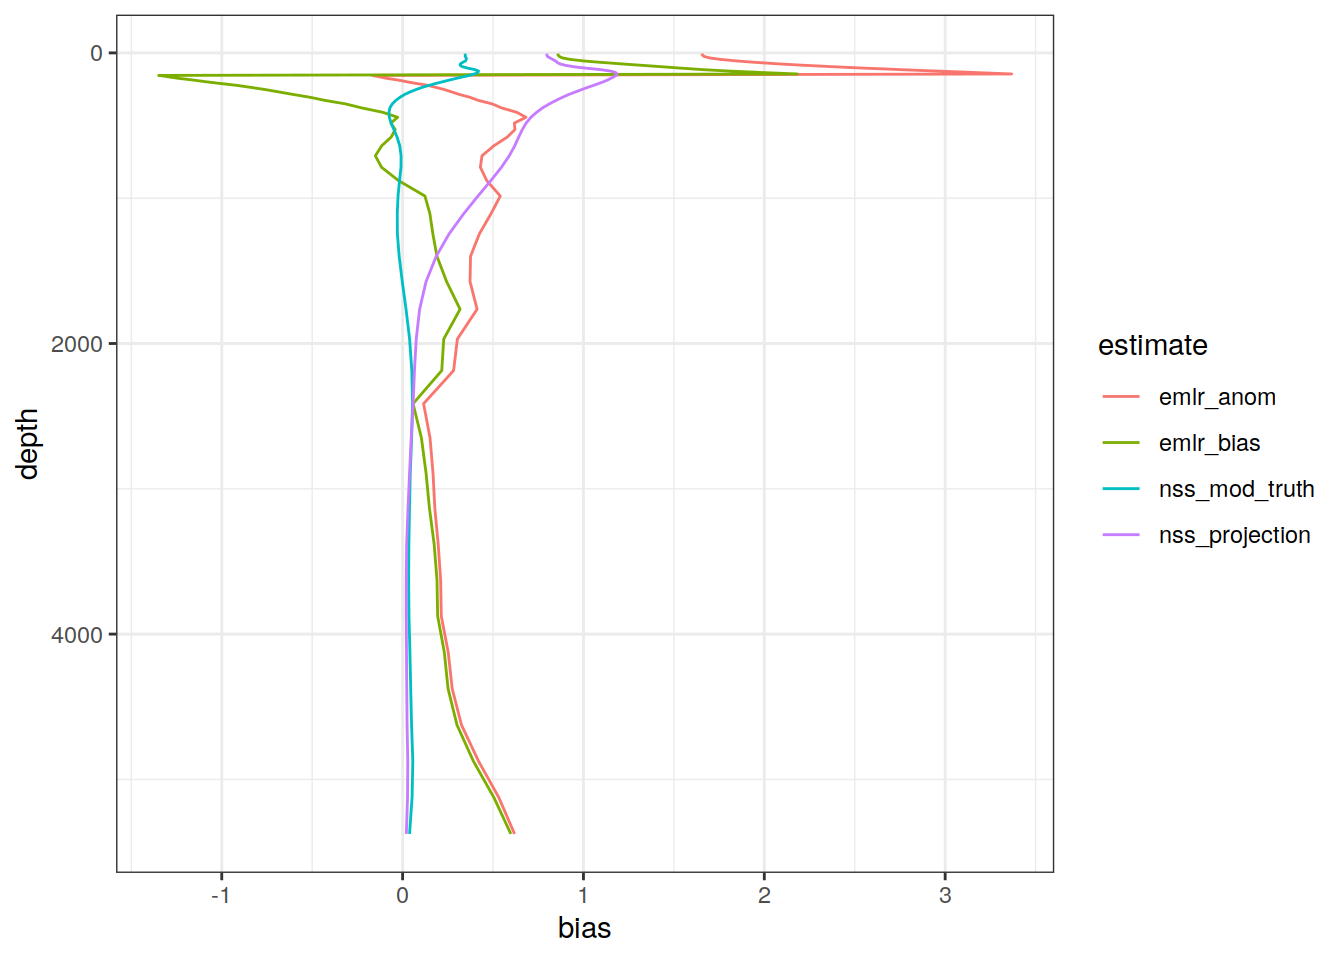 0
2000
4000
depth
-1
0
1
2
3
bias
estimate
emlr_anom
emlr_bias
nss_mod_truth
nss_projection